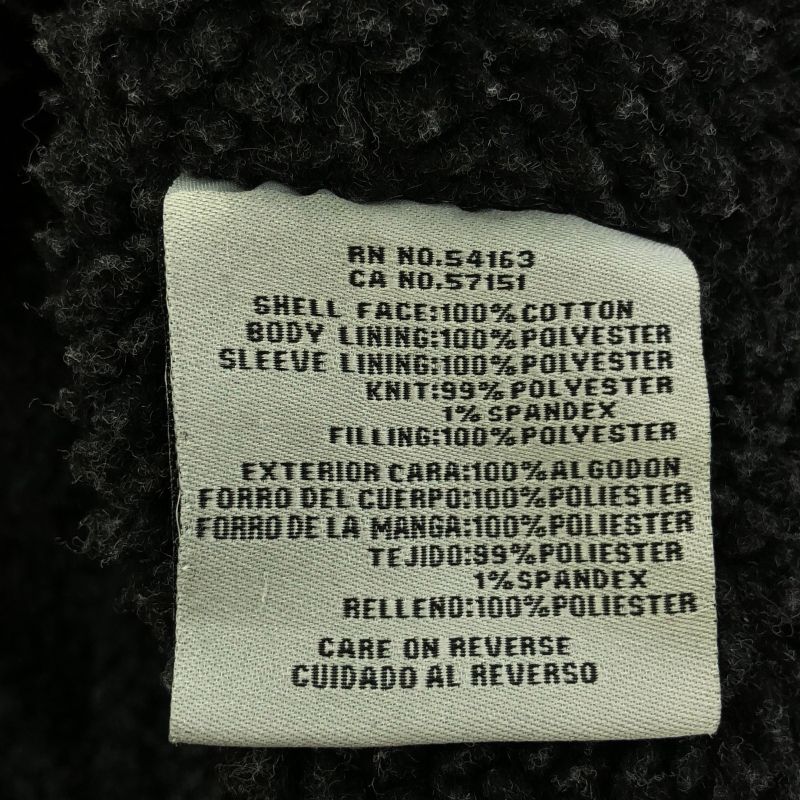 RN NO.54163
CA NO.57151
SHELL FACE:100%COTTON
BODY LINING:100%POLYESTER
SLEEVE LINING:100%POLYESTER
KNIT:99%POLYESTER
1%SPANDEX
FILLING:100%POLYESTER
EXTERIOR CARA:100%ALGODON
FORRO DEL CUERPO:100%POLIESTER
FORRO DE LA MANGA:100%POLIESTER
TEJIDO:99%POLIESTER
1%SPANDEX
RELLENO:100%POLIESTER
CARE ON REVERSE
CUIDADO AL REVERSO